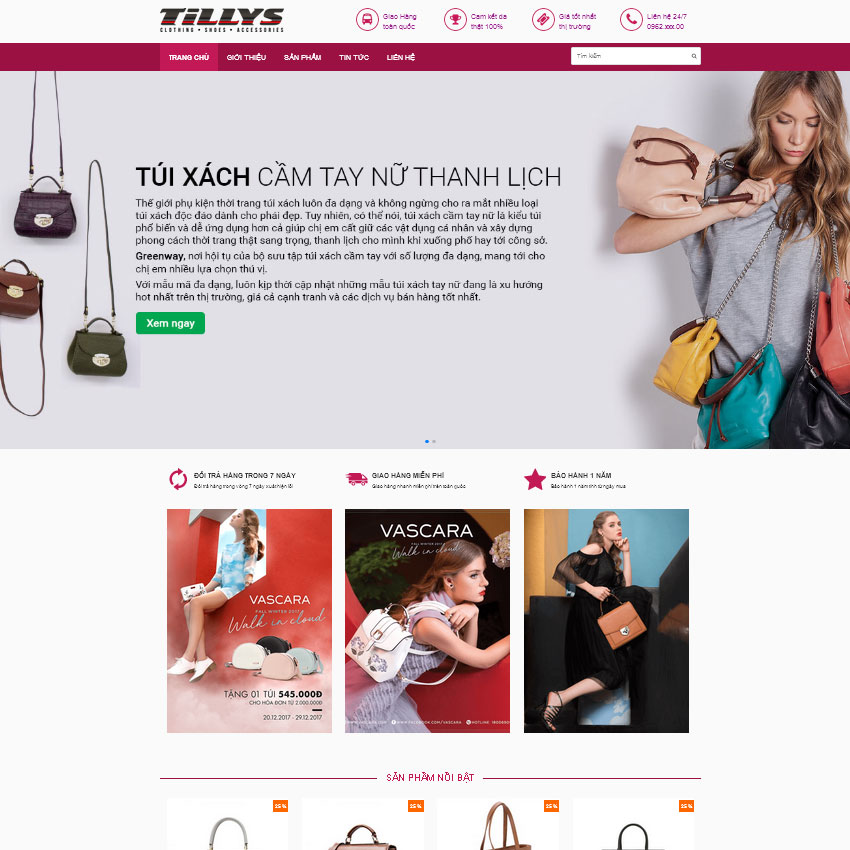 TiLLYS
CLOTHING • SHOES • ACCESSORIES
Giao Hàng
toàn quốc
Cam kết đa
thật 100%
Giá tốt nhất
thị trường
Liên hệ 24/7
0962.xxx.00
TRANG CHỦ
GIỚI THIỆU
SẢN PHẨM
TIN TỨC
LIÊN HỆ
Tìm kiếm
TÚI XÁCH CẦM TAY NỮ THANH LỊCH
Thế giới phụ kiện thời trang túi xách luôn đa dạng và không ngừng cho ra mắt nhiều loại
túi xách độc đáo dành cho phái đẹp. Tuy nhiên, có thể nói, túi xách cầm tay nữ là kiểu túi
phổ biến và dễ ứng dụng hơn cả giúp chị em cất giữ các vật dụng cá nhân và xây dựng
phong cách thời trang thật sang trọng, thanh lịch cho mình khi xuống phố hay tới công sở.
Greenway, nơi hội tụ của bộ sưu tập túi xách cầm tay với số lượng đa dạng, mang tới cho
chị em nhiều lựa chọn thú vị.
Với mẫu mã đa dạng, luôn kịp thời cập nhật những mẫu túi xách tay nữ đang là xu hướng
hot nhất trên thị trường, giá cả cạnh tranh và các dịch vụ bán hàng tốt nhất.
Xem ngay
ĐỔI TRẢ HÀNG TRONG 7 NGÀY
Đổi trả hàng trong vòng 7 ngày xuất hiện lỗi
GIAO HÀNG MIỄN PHÍ
Giao hàng nhanh miễn phí trên toàn quốc
BẢO HÀNH 1 NĂM
Bảo hành 1 năm tính từ ngày mua
VASCARA
FALL WINTER 2017
Walk in cloud
TẶNG 01 TÚI 545.000Đ
CHO HÓA ĐƠN TỪ 2.000.000Đ
20.12.2017 - 29.12.2017
VASCARA
FALL WINTER 2017
Walk in cloud
SẢN PHẨM NỔI BẬT
25%
25%
25%
25%